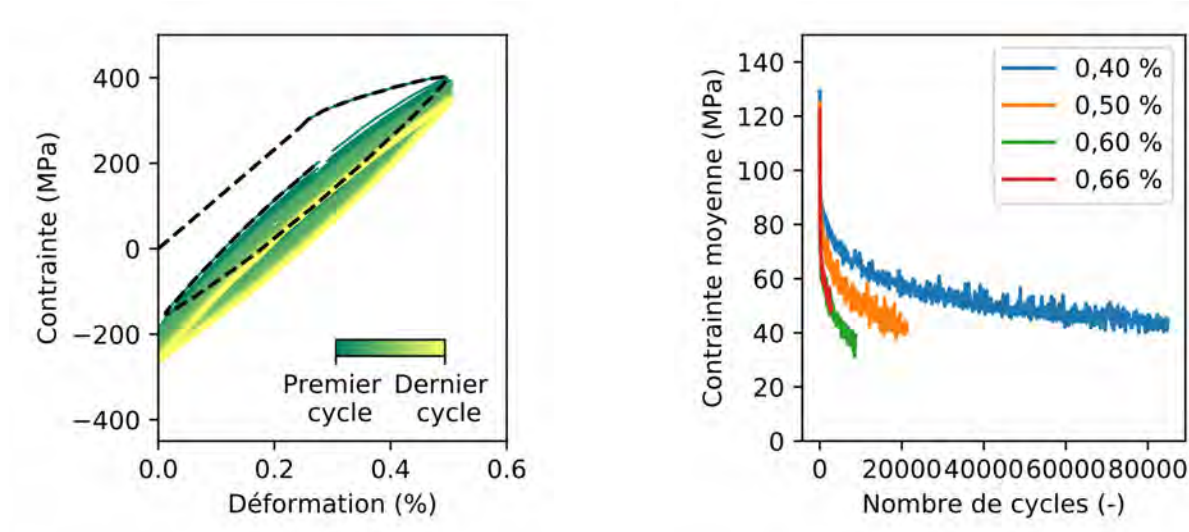 Contrainte (MPa)
400
200
0
−200
−400
Premier Dernier
cycle cycle
0.0 0.2 0.4 0.6
Déformation (%)
Contrainte moyenne (MPa)
140
120
100
80
60
40
20
0
0,40 %
0,50 %
0,60 %
0,66 %
0 20000 40000 60000 80000
Nombre de cycles (-)